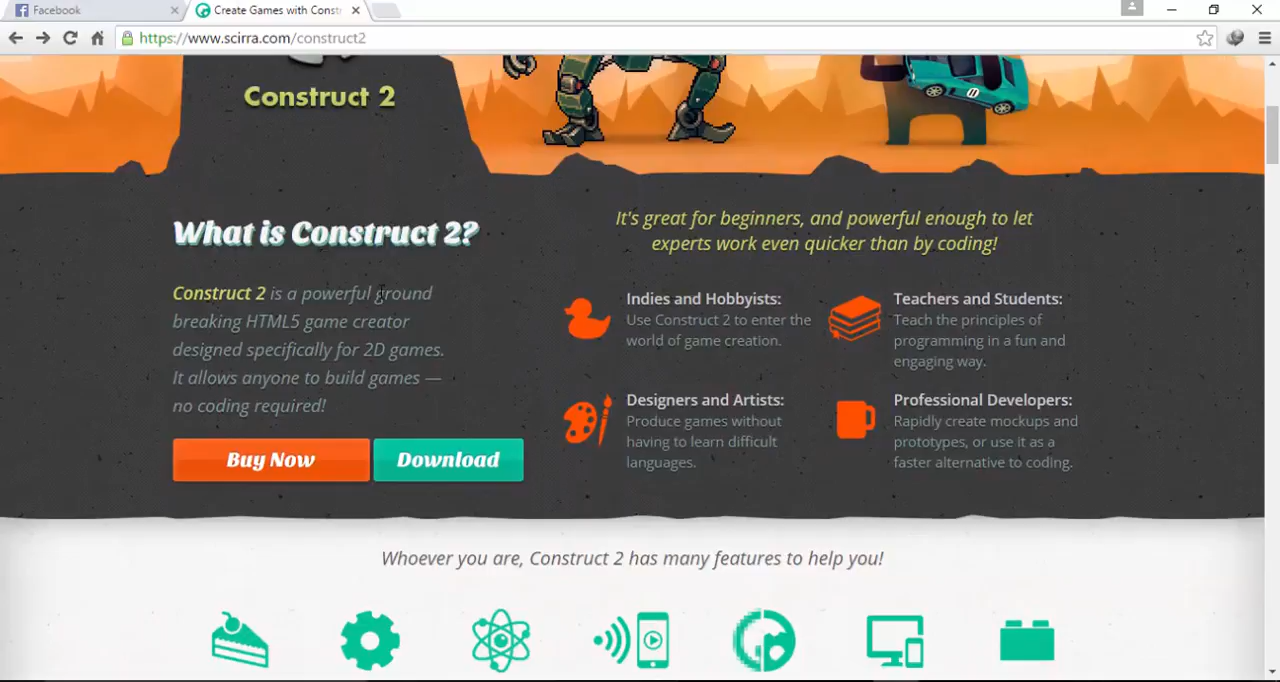 Facebook
Create Games with Constr
https://www.scirra.com/construct2
Construct 2
What is Construct 2?
Construct 2 is a powerful ground
breaking HTML5 game creator
designed specifically for 2D games.
It allows anyone to build games —
no coding required!
Buy Now
Download
It's great for beginners, and powerful enough to let
experts work even quicker than by coding!
Indies and Hobbyists:
Use Construct 2 to enter the
world of game creation.
Teachers and Students:
Teach the principles of
programming in a fun and
engaging way.
Designers and Artists:
Produce games without
having to learn difficult
languages.
Professional Developers:
Rapidly create mockups and
prototypes, or use it as a
faster alternative to coding.
Whoever you are, Construct 2 has many features to help you!